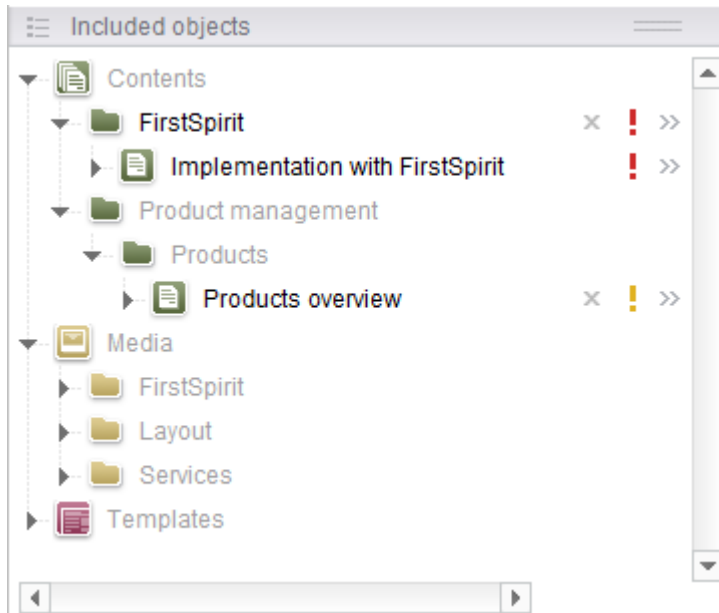 Included objects
Contents
FirstSpirit
Implementation with FirstSpirit
Product management
Products
Products overview
Media
FirstSpirit
Layout
Services
Templates